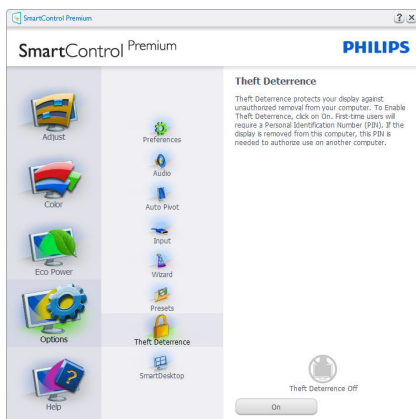 SmartControl Premium
? X
SmartControl Premium
PHILIPS
Adjust
Color
Eco Power
Options
Help
Preferences
Audio
Auto Pivot
Input
Wizard
Presets
Theft Deterrence
SmartDesktop
Theft Deterrence
Theft Deterrence protects your display against
unauthorized removal from your computer. To Enable
Theft Deterrence, click on On. First-time users will
require a Personal Identification Number (PIN). If the
display is removed from this computer, this PIN is
needed to authorize use on another computer.
Theft Deterrence Off
On